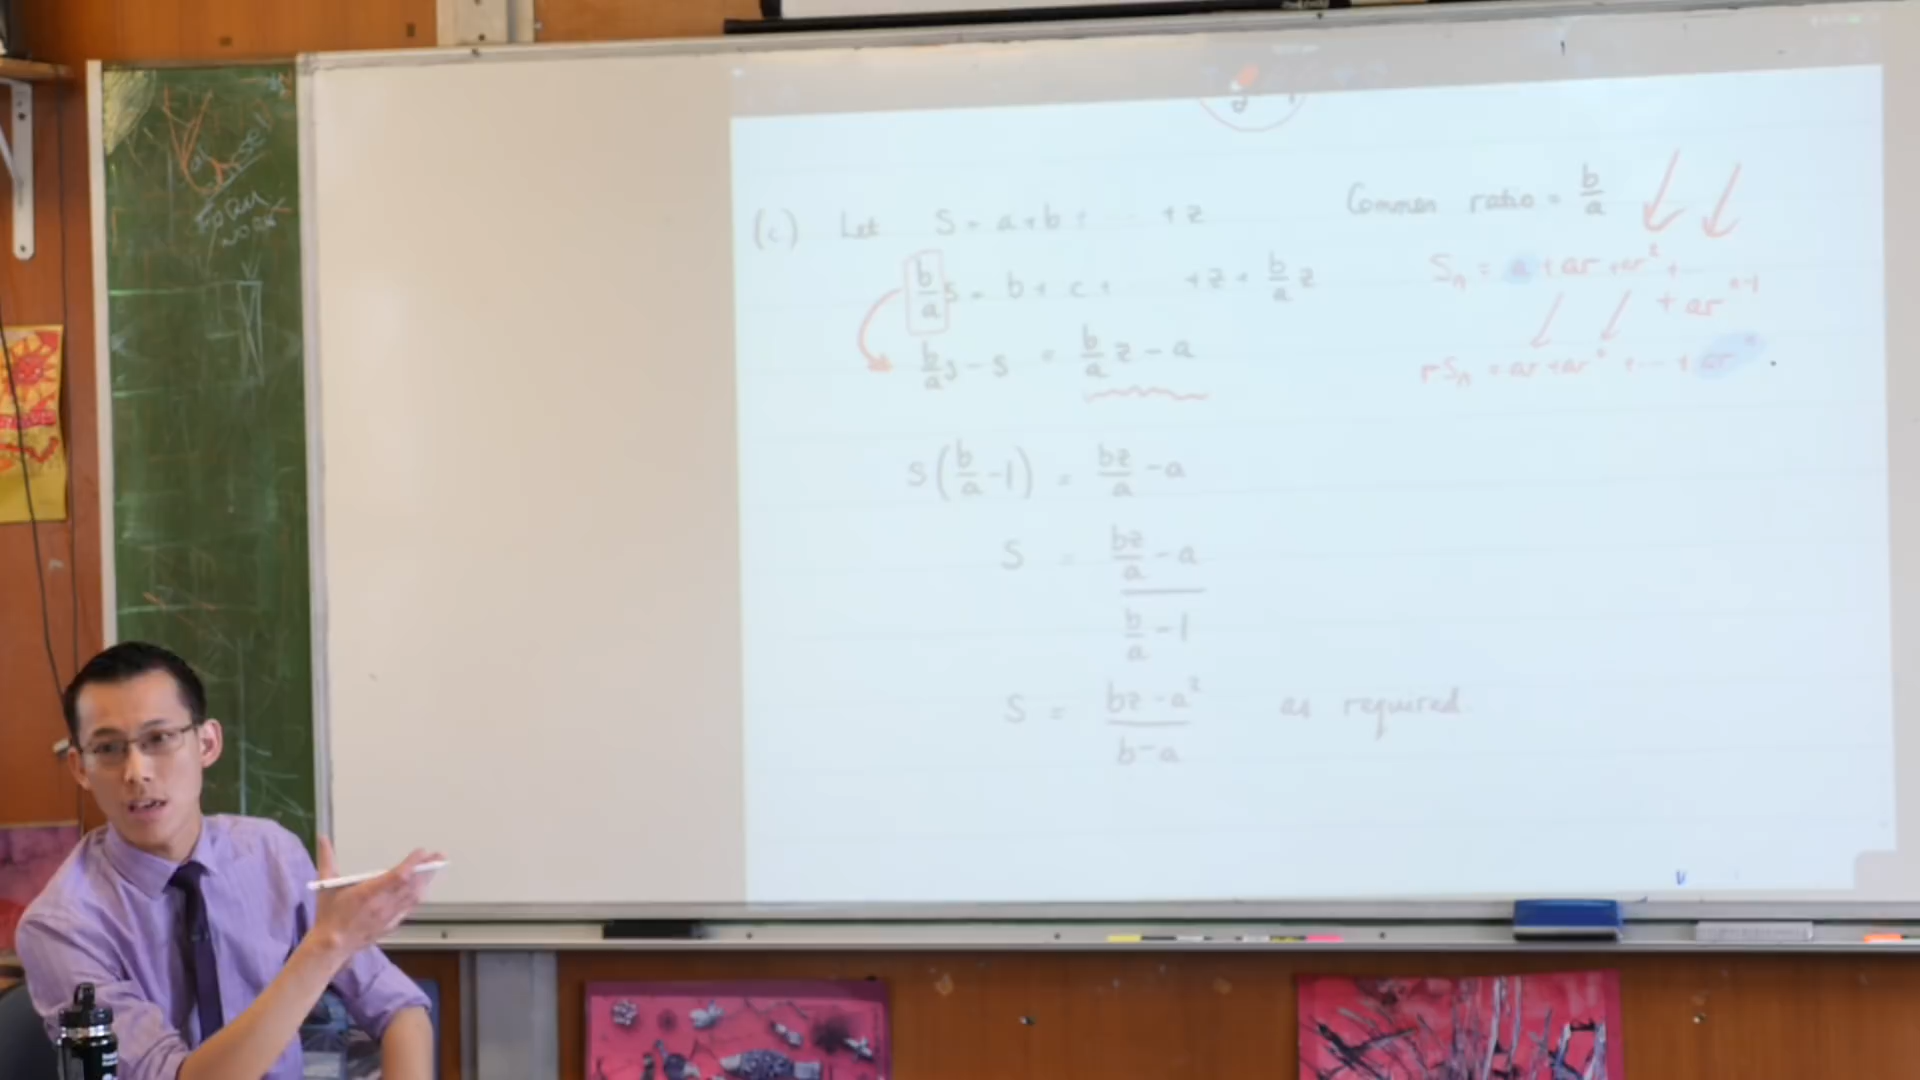 (c) Let S = a + b + ... + z
b/a S = b + c + ... + z + b/a z
b/a S - S = b/a z - a
S(b/a - 1) = bz/a - a
S = (bz/a - a)/(b/a - 1)
S = (bz - a²)/(b - a) as required.
Common ratio = b/a
Sₙ = a + ar + ar² + ...
+ arⁿ⁻¹
rSₙ = ar + ar² + ... + arⁿ